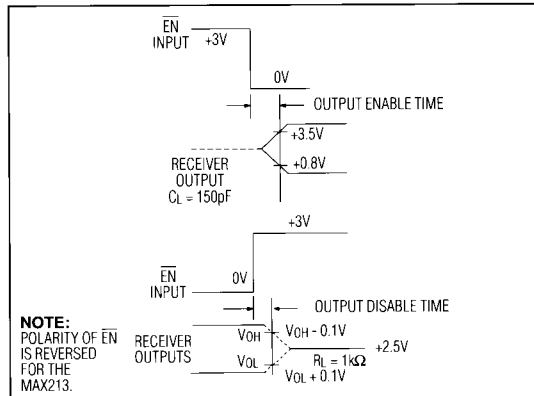 EN
INPUT
+3V
0V
OUTPUT ENABLE TIME
+3.5V
+0.8V
RECEIVER
OUTPUT
CL = 150pF
+3V
0V
EN
INPUT
OUTPUT DISABLE TIME
NOTE:
POLARITY OF EN
IS REVERSED
FOR THE
MAX213.
RECEIVER
OUTPUTS
VOH
VOH - 0.1V
+2.5V
RL = 1kΩ
VOL
VOL + 0.1V